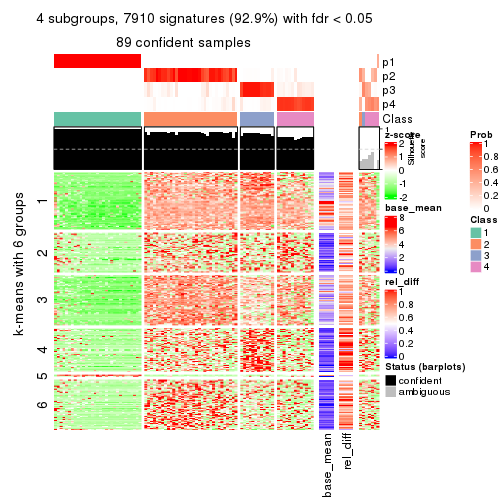 4 subgroups, 7910 signatures (92.9%) with fdr < 0.05
89 confident samples
p1
p2
p3
p4
Class
1
Silhouette
score
k-means with 6 groups
1
2
3
4
5
6
base_mean
rel_diff
z-score
2
1
0
-1
-2
base_mean
8
6
4
2
0
rel_diff
1
0.8
0.6
0.4
0.2
0
Status (barplots)
confident
ambiguous
Prob
1
0.8
0.6
0.4
0.2
0
Class
1
2
3
4